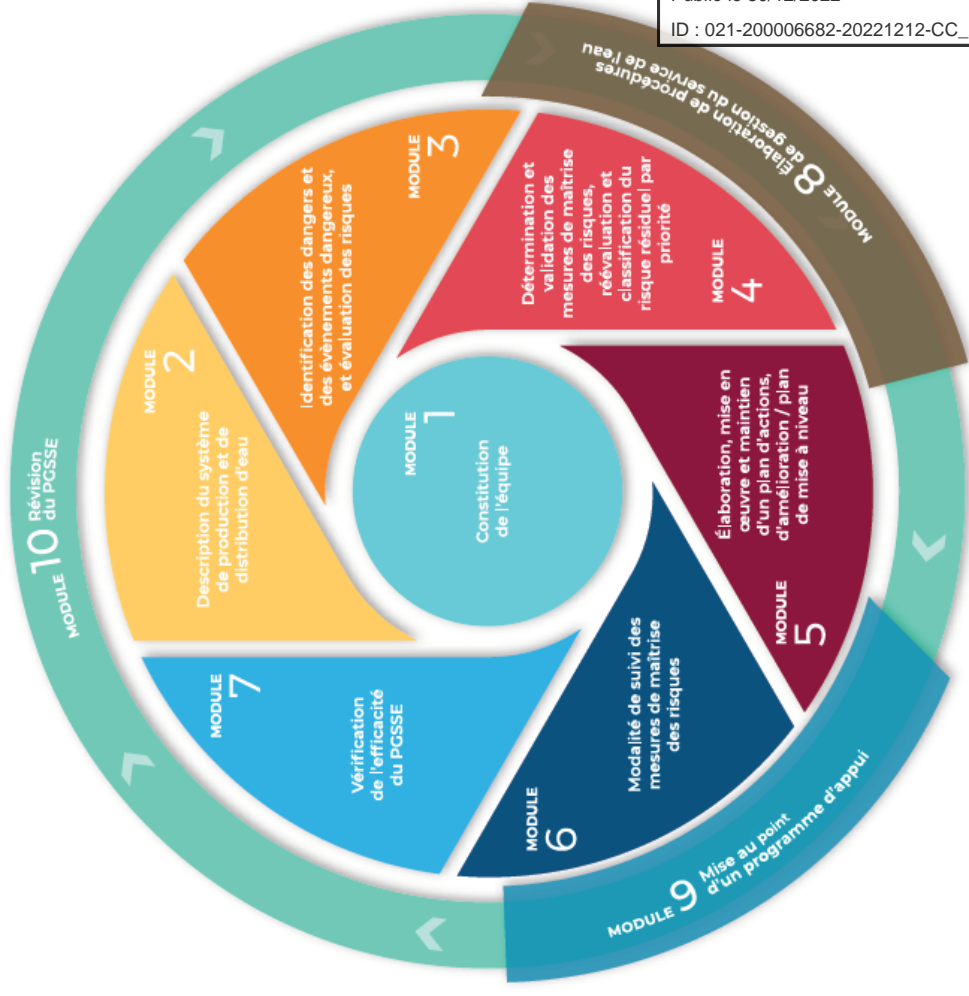 ID : 021-200006682-20221212-CC_
MODULE 1
Constitution
de l'équipe
MODULE 2
Description du système
de production et de
distribution d'eau
MODULE 3
Identification des dangers et
des évènements dangereux,
et évaluation des risques
MODULE 4
Détermination et
validation des
mesures de maîtrise
des risques,
réévaluation et
classification du
risque résiduel par
priorité
MODULE 5
Élaboration, mise en
œuvre et maintien
d'un plan d'actions,
d'amélioration / plan
de mise à niveau
MODULE 6
Modalité de suivi des
mesures de maîtrise
des risques
MODULE 7
Vérification
de l'efficacité
du PGSSE
MODULE 8 Élaboration de procédures
de gestion du service de l'eau
MODULE 9 Mise au point
d'un programme d'appui
MODULE 10 Révision
du PGSSE